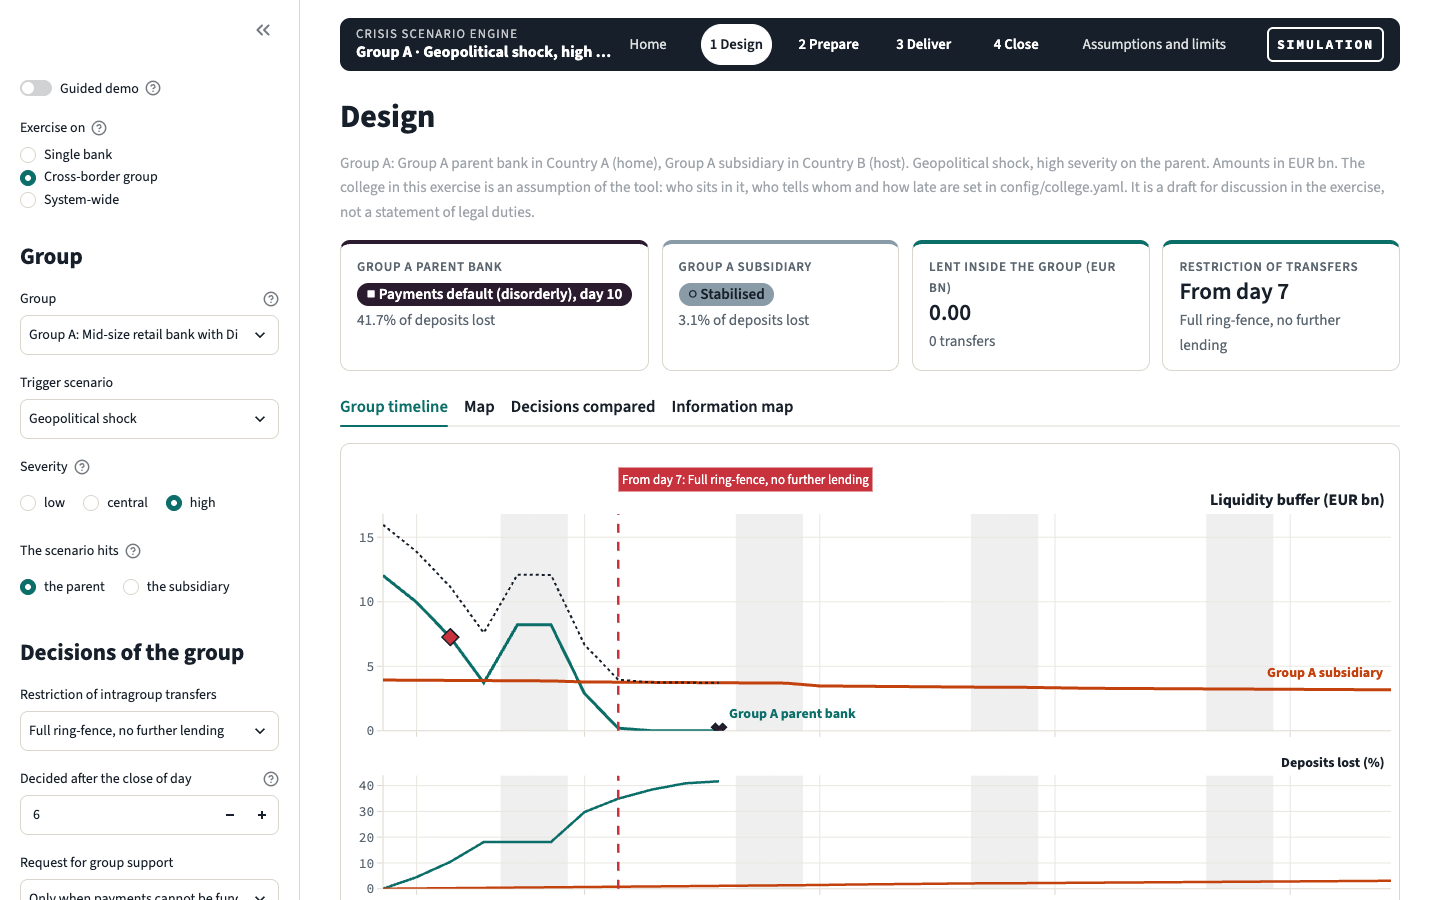 Guided demo
Exercise on
Single bank
Cross-border group
System-wide
Group
Group
Group A: Mid-size retail bank with Di
Trigger scenario
Geopolitical shock
Severity
low central high
The scenario hits
the parent the subsidiary
Decisions of the group
Restriction of intragroup transfers
Full ring-fence, no further lending
Decided after the close of day
6
Request for group support
Only when payments cannot be
CRISIS SCENARIO ENGINE
Group A · Geopolitical shock, high ...
Home 1 Design 2 Prepare 3 Deliver 4 Close Assumptions and limits SIMULATION
Design
Group A: Group A parent bank in Country A (home), Group A subsidiary in Country B (host). Geopolitical shock, high severity on the parent. Amounts in EUR bn. The
college in this exercise is an assumption of the tool: who sits in it, who tells whom and how late are set in config/college.yaml. It is a draft for discussion in the exercise,
not a statement of legal duties.
GROUP A PARENT BANK
Payments default (disorderly), day 10
41.7% of deposits lost
GROUP A SUBSIDIARY
Stabilised
3.1% of deposits lost
LENT INSIDE THE GROUP (EUR
BN)
0.00
0 transfers
RESTRICTION OF TRANSFERS
From day 7
Full ring-fence, no further
lending
Group timeline Map Decisions compared Information map
From day 7: Full ring-fence, no further lending
Liquidity buffer (EUR bn)
15
10
5
0
Group A subsidiary
Group A parent bank
Deposits lost (%)
40
30
20
10
0